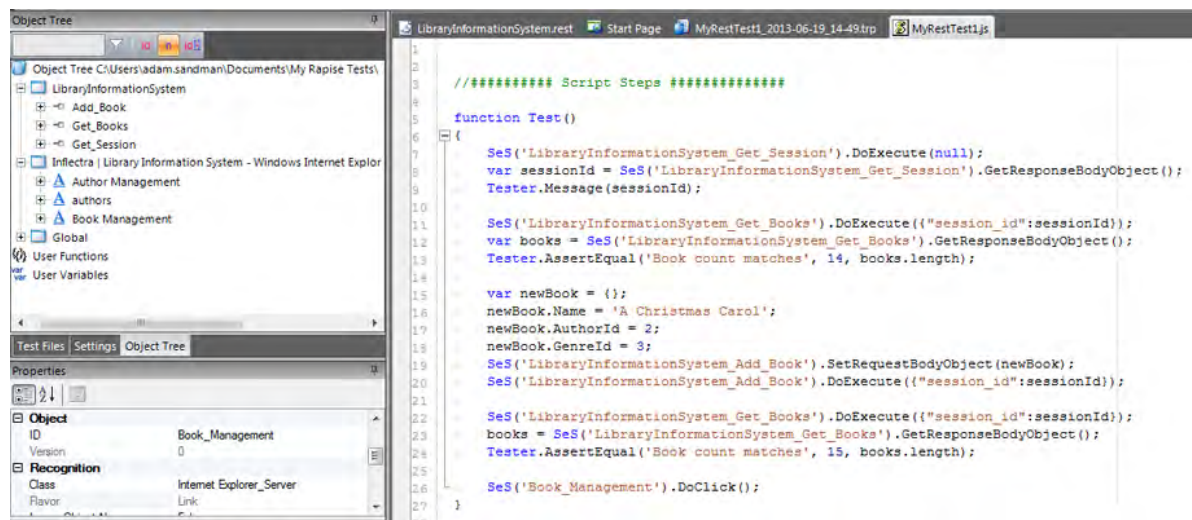 Object Tree
Object Tree C:\Users\adam.sandman\Documents\My Rapise Tests\
LibraryInformationSystem
Add_Book
Get_Books
Get_Session
Inflectra | Library Information System - Windows Internet Explor
Author Management
authors
Book Management
Global
User Functions
User Variables
Test Files Settings Object Tree
Properties
Object
ID Book_Management
Version 0
Recognition
Class Internet Explorer_Server
Flavor Link
LibraryInformationSystem.rest Start Page MyRestTest1_2013-06-19_14-49.trp MyRestTest1.js
1
2
3 //########## Script Steps ##############
4
5 function Test()
6 {
7 SeS('LibraryInformationSystem_Get_Session').DoExecute(null);
8 var sessionId = SeS('LibraryInformationSystem_Get_Session').GetResponseBodyObject();
9 Tester.Message(sessionId);
10
11 SeS('LibraryInformationSystem_Get_Books').DoExecute({"session_id":sessionId});
12 var books = SeS('LibraryInformationSystem_Get_Books').GetResponseBodyObject();
13 Tester.AssertEqual('Book count matches', 14, books.length);
14
15 var newBook = {};
16 newBook.Name = 'A Christmas Carol';
17 newBook.AuthorId = 2;
18 newBook.GenreId = 3;
19 SeS('LibraryInformationSystem_Add_Book').SetRequestBodyObject(newBook);
20 SeS('LibraryInformationSystem_Add_Book').DoExecute({"session_id":sessionId});
21
22 SeS('LibraryInformationSystem_Get_Books').DoExecute({"session_id":sessionId});
23 books = SeS('LibraryInformationSystem_Get_Books').GetResponseBodyObject();
24 Tester.AssertEqual('Book count matches', 15, books.length);
25
26 SeS('Book_Management').DoClick();
27 }